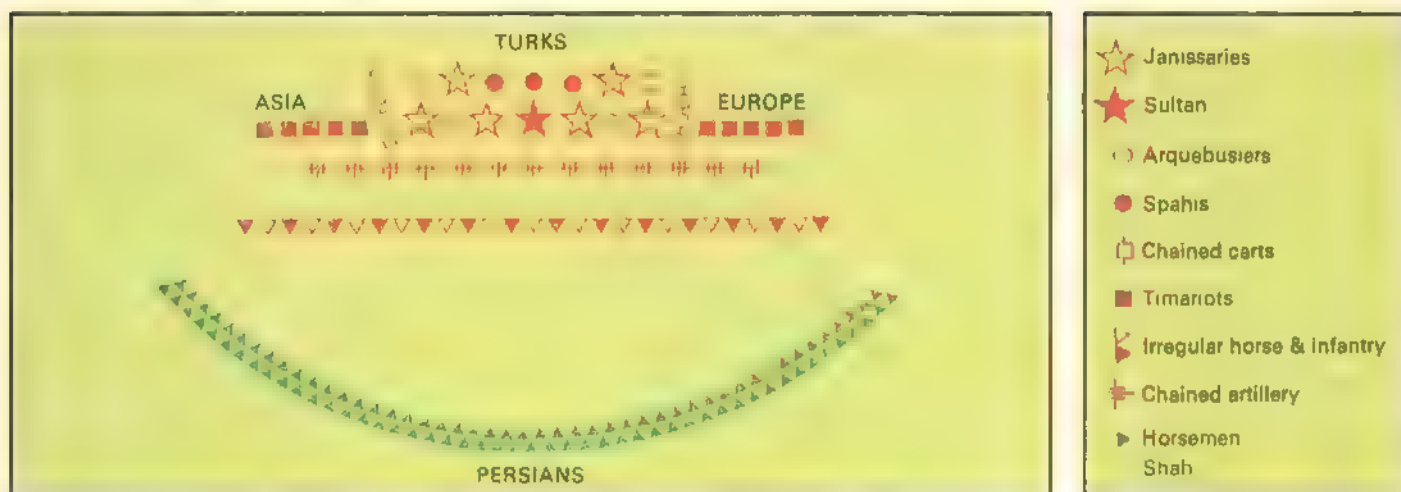 TURKS
ASIA
EUROPE
PERSIANS
Janissaries
Sultan
Arquebusiers
Spahis
Chained carts
Timariots
Irregular horse & infantry
Chained artillery
Horsemen
Shah